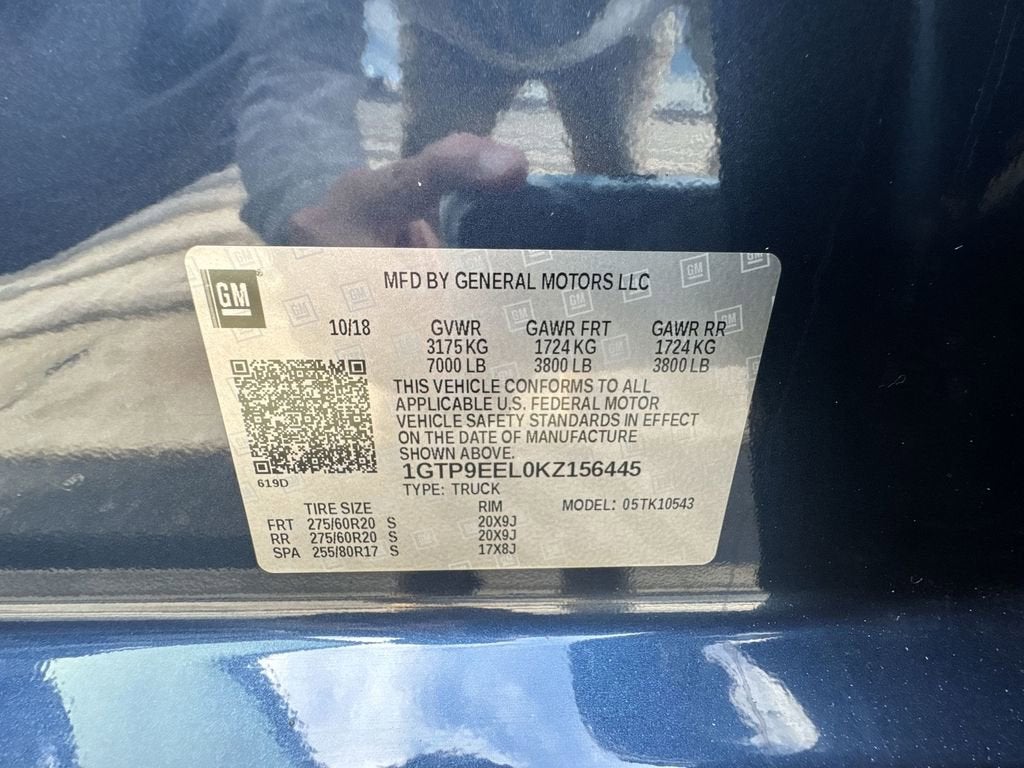 GM
MFD BY GENERAL MOTORS LLC
10/18 GVWR GAWR FRT GAWR RR
3175 KG 1724 KG 1724 KG
7000 LB 3800 LB 3800 LB
THIS VEHICLE CONFORMS TO ALL
APPLICABLE U.S. FEDERAL MOTOR
VEHICLE SAFETY STANDARDS IN EFFECT
ON THE DATE OF MANUFACTURE
SHOWN ABOVE.
1GTP9EEL0KZ156445
619D
TYPE: TRUCK
TIRE SIZE RIM MODEL: 05TK10543
FRT 275/60R20 S 20X9J
RR 275/60R20 S 20X9J
SPA 255/80R17 S 17X8J